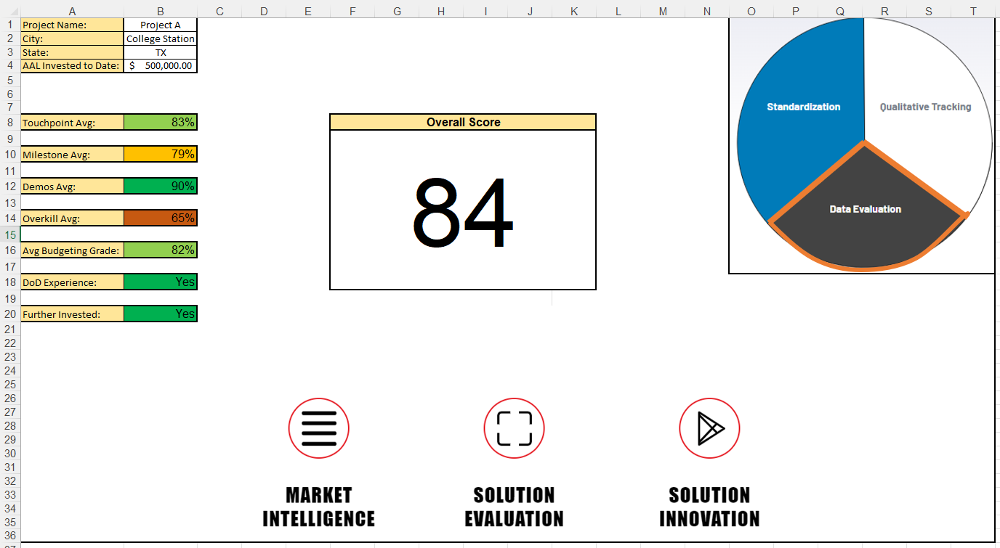 A B C D E F G H I J K L M N O P Q R S T
1 Project Name: Project A
2 City: College Station
3 State: TX
4 AAL Invested to Date: $ 500,000.00
5
6
7
8 Touchpoint Avg: 83%
9
10 Milestone Avg: 79%
11
12 Demos Avg: 90%
13
14 Overkill Avg: 65%
15
16 Avg Budgeting Grade: 82%
17
18 DoD Experience: Yes
19
20 Further Invested: Yes
21
22
23
24
25
26
27
28
29
30
31
32
33
34
35
36
37
Overall Score
84
Standardization
Qualitative Tracking
Data Evaluation
MARKET
INTELLIGENCE
SOLUTION
EVALUATION
SOLUTION
INNOVATION